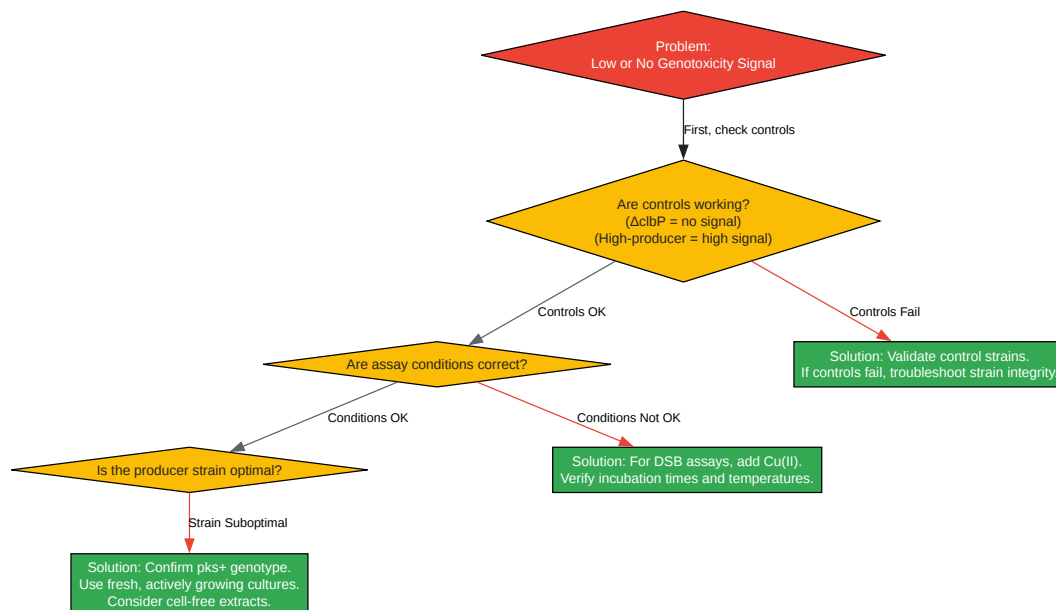 Problem:
Low or No Genotoxicity Signal
First, check controls
Are controls working?
(ΔclbP = no signal)
(High-producer = high signal)
Controls OK
Controls Fail
Are assay conditions correct?
Solution: Validate control strains.
If controls fail, troubleshoot strain integrity.
Conditions OK
Conditions Not OK
Is the producer strain optimal?
Solution: For DSB assays, add Cu(II).
Verify incubation times and temperatures.
Strain Suboptimal
Solution: Confirm pks+ genotype.
Use fresh, actively growing cultures.
Consider cell-free extracts.